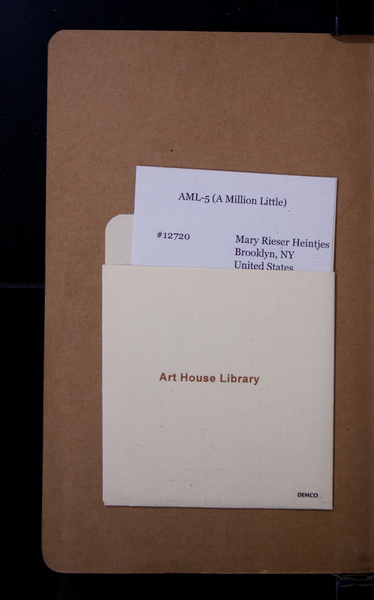 AML-5 (A Million Little)
#12720 Mary Rieser Heintjes
Brooklyn, NY
United States
Art House Library
DEMCO